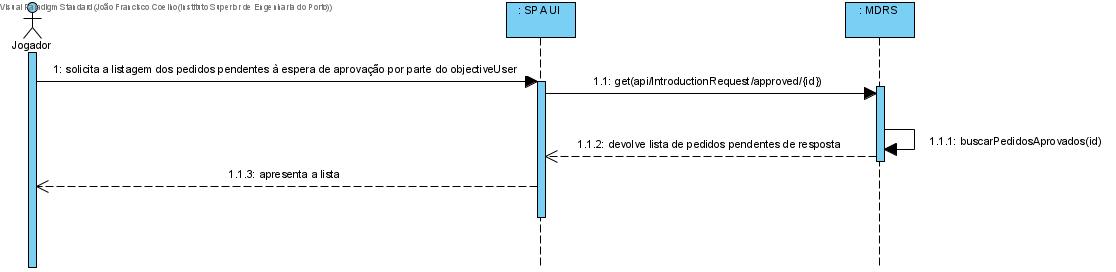 Visual Paradigm Standard(João Francisco Coelho(Instituto Superior de Engenharia do Porto))
Jogador
: SPA UI
: MDRS
1: solicita a listagem dos pedidos pendentes à espera de aprovação por parte do objectiveUser
1.1: get(api/IntroductionRequest/approved/{id})
1.1.1: buscarPedidosAprovados(id)
1.1.2: devolve lista de pedidos pendentes de resposta
1.1.3: apresenta a lista